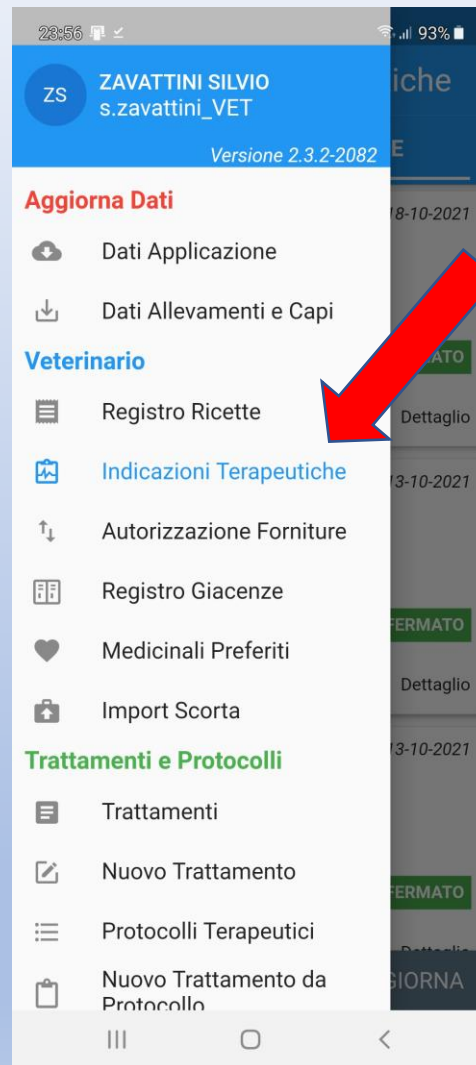 23:56 93%
iche
ZS
ZAVATTINI SILVIO
s.zavattini_VET
Versione 2.3.2-2082
E
Aggiorna Dati
18-10-2021
Dati Applicazione
Dati Allevamenti e Capi
ATO
Veterinario
Registro Ricette
Dettaglio
Indicazioni Terapeutiche
13-10-2021
Autorizzazione Forniture
Registro Giacenze
FERMATO
Medicinali Preferiti
Dettaglio
Import Scorta
13-10-2021
Trattamenti e Protocolli
Trattamenti
Nuovo Trattamento
FERMATO
Protocolli Terapeutici
Dettaglio
Nuovo Trattamento da
GIORNA
Protocollo